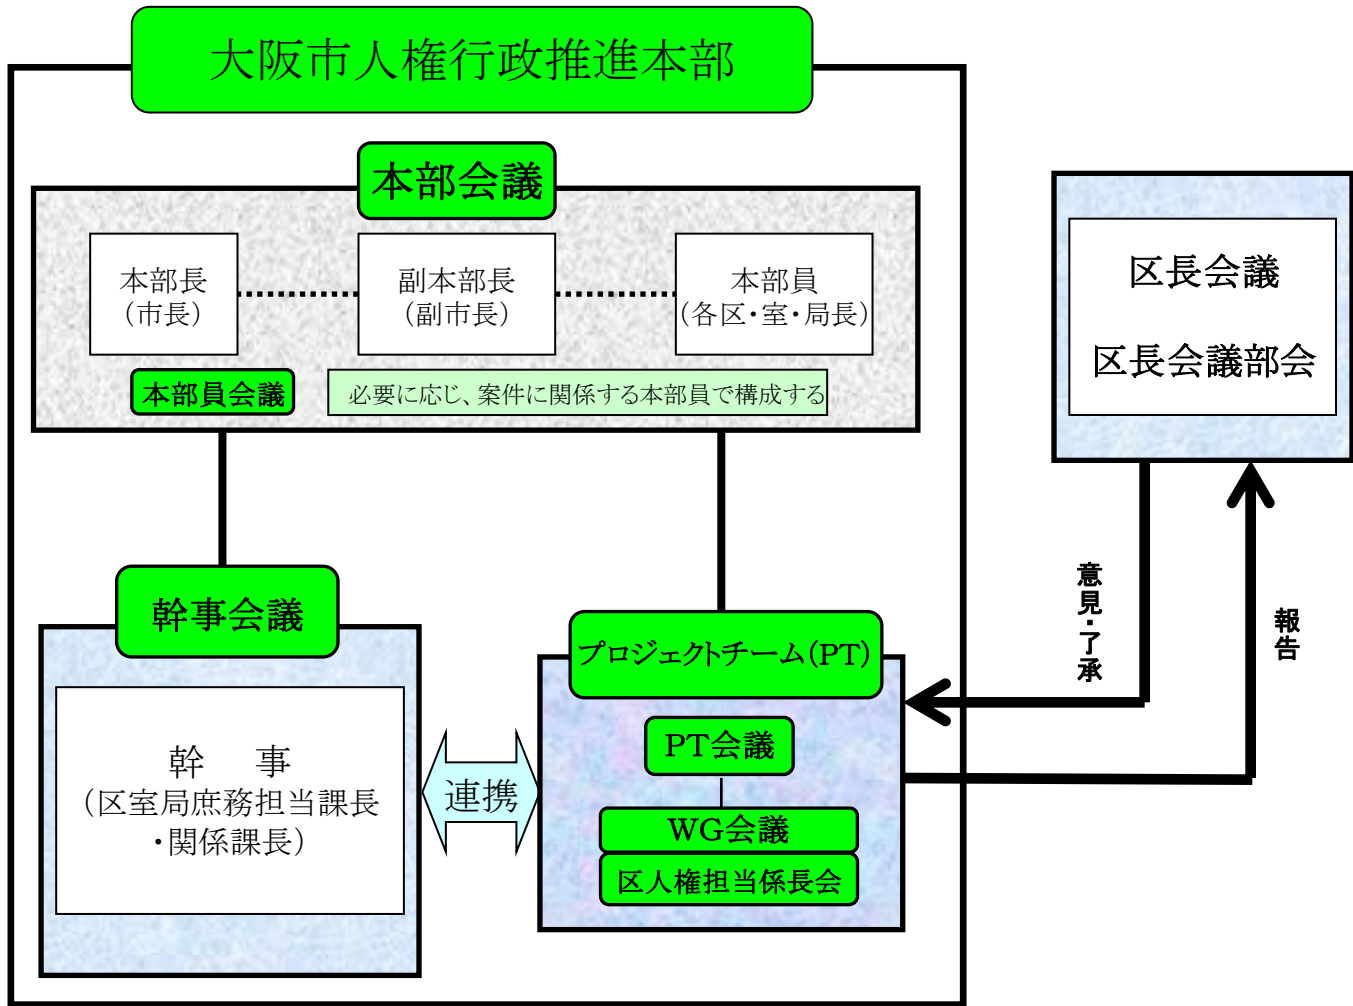 大阪市人権行政推進本部
本部会議
本部長
（市長）
副本部長
（副市長）
本部員
（各区・室・局長）
本部員会議
必要に応じ、案件に関係する本部員で構成する
区長会議
区長会議部会
意見・了承
報告
幹事会議
幹　事
（区室局庶務担当課長
・関係課長）
連携
プロジェクトチーム（PT）
PT会議
WG会議
区人権担当係長会